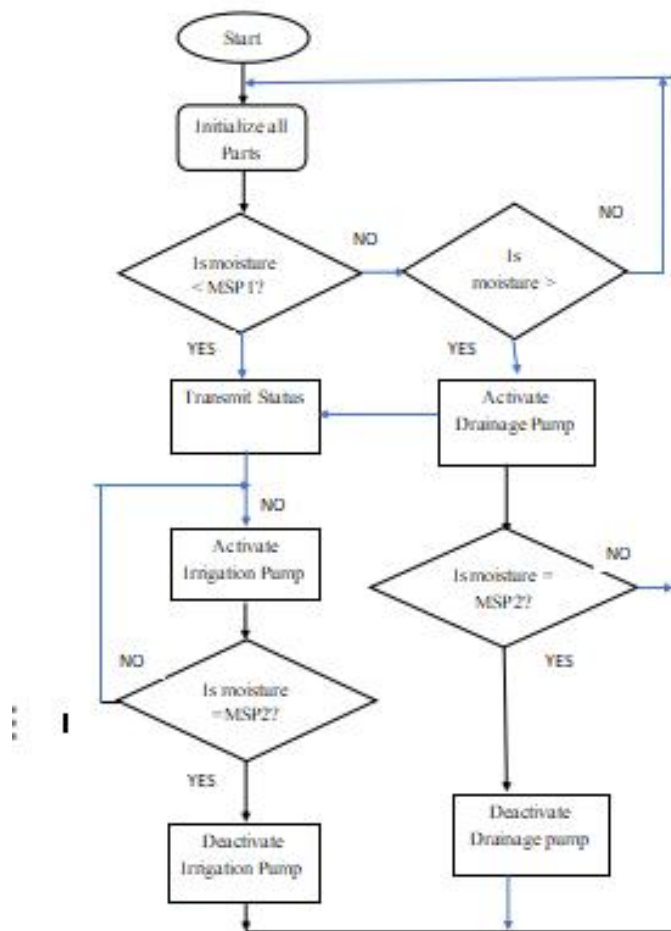 Start
Initialize all
Parts
Is moisture
< MSP1?
NO
Is
moisture >
NO
YES
YES
Transmit Status
Activate
Drainage Pump
NO
Activate
Irrigation Pump
Is moisture =
MSP2?
NO
NO
YES
Is moisture
=MSP2?
YES
Deactivate
Irrigation Pump
Deactivate
Drainage pump